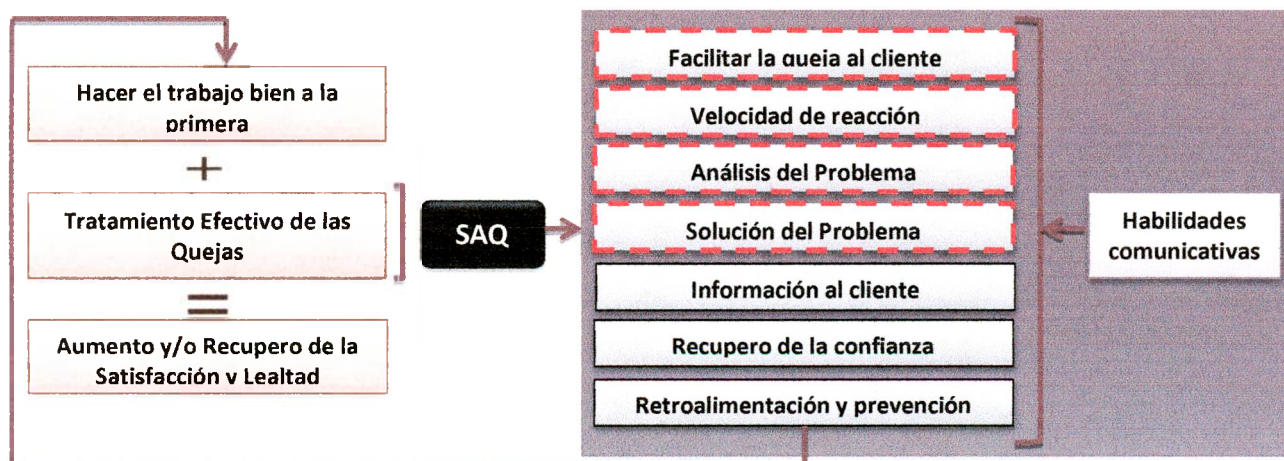 Hacer el trabajo bien a la
primera
+
Tratamiento Efectivo de las
Quejas
=
Aumento y/o Recupero de la
Satisfacción y Lealtad
SAQ
Facilitar la queja al cliente
Velocidad de reacción
Análisis del Problema
Solución del Problema
Información al cliente
Recupero de la confianza
Retroalimentación y prevención
Habilidades
comunicativas